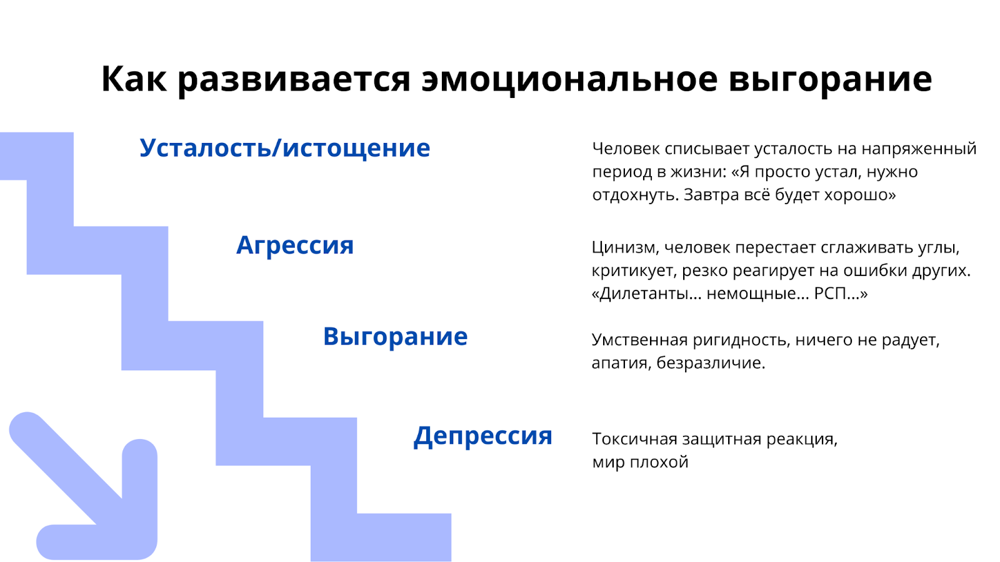 Как развивается эмоциональное выгорание
Усталость/истощение
Человек списывает усталость на напряженный
период в жизни: «Я просто устал, нужно
отдохнуть. Завтра всё будет хорошо»
Агрессия
Цинизм, человек перестает сглаживать углы,
критикует, резко реагирует на ошибки других.
«Дилетанты... немощные... РСП...»
Выгорание
Умственная ригидность, ничего не радует,
апатия, безразличие.
Депрессия
Токсичная защитная реакция,
мир плохой